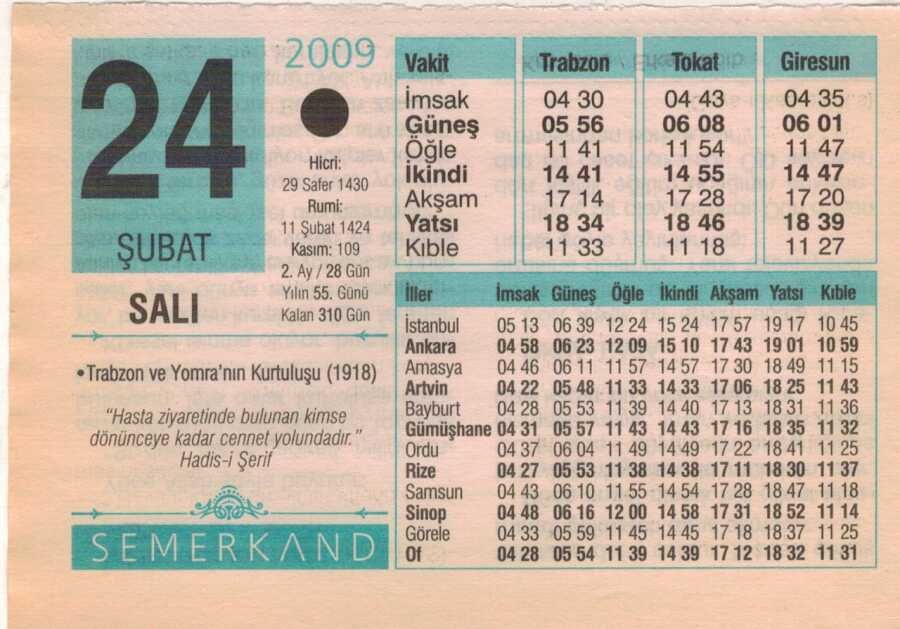 24
2009
Hicri:
29 Safer 1430
Rumi:
11 Şubat 1424
Kasım: 109
2. Ay / 28 Gün
Yılın 55. Günü
Kalan 310 Gün
ŞUBAT
SALI
•Trabzon ve Yomra'nın Kurtuluşu (1918)
"Hasta ziyaretinde bulunan kimse
dönünceye kadar cennet yolundadır."
Hadis-i Şerif
SEMERKAND
Vakit Trabzon Tokat Giresun
İmsak 04 30 04 43 04 35
Güneş 05 56 06 08 06 01
Öğle 11 41 11 54 11 47
İkindi 14 41 14 55 14 47
Akşam 17 14 17 28 17 20
Yatsı 18 34 18 46 18 39
Kıble 11 33 11 18 11 27
İller İmsak Güneş Öğle İkindi Akşam Yatsı Kıble
İstanbul 05 13 06 39 12 24 15 24 17 57 19 17 10 45
Ankara 04 58 06 23 12 09 15 10 17 43 19 01 10 59
Amasya 04 46 06 11 11 57 14 57 17 30 18 49 11 15
Artvin 04 22 05 48 11 33 14 33 17 06 18 25 11 43
Bayburt 04 28 05 53 11 39 14 40 17 13 18 31 11 36
Gümüşhane 04 31 05 57 11 43 14 43 17 16 18 35 11 32
Ordu 04 37 06 04 11 49 14 49 17 22 18 41 11 25
Rize 04 27 05 53 11 38 14 38 17 11 18 30 11 37
Samsun 04 43 06 10 11 55 14 54 17 28 18 47 11 18
Sinop 04 48 06 16 12 00 14 58 17 31 18 52 11 14
Görele 04 33 05 59 11 45 14 45 17 18 18 37 11 25
Of 04 28 05 54 11 39 14 39 17 12 18 32 11 31